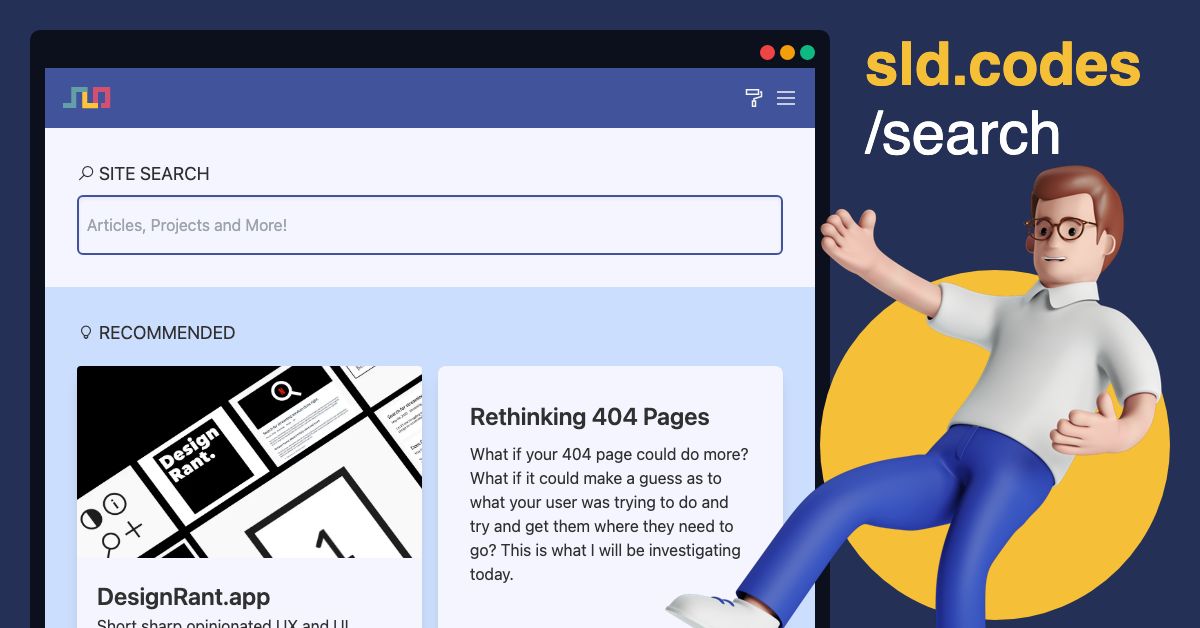 sld.codes
/search
SITE SEARCH
Articles, Projects and More!
RECOMMENDED
Design
Rant.
1
DesignRant.app
Short sharp opinionated UX and UI
Rethinking 404 Pages
What if your 404 page could do more?
What if it could make a guess as to
what your user was trying to do and
try and get them where they need to
go? This is what I will be investigating
today.